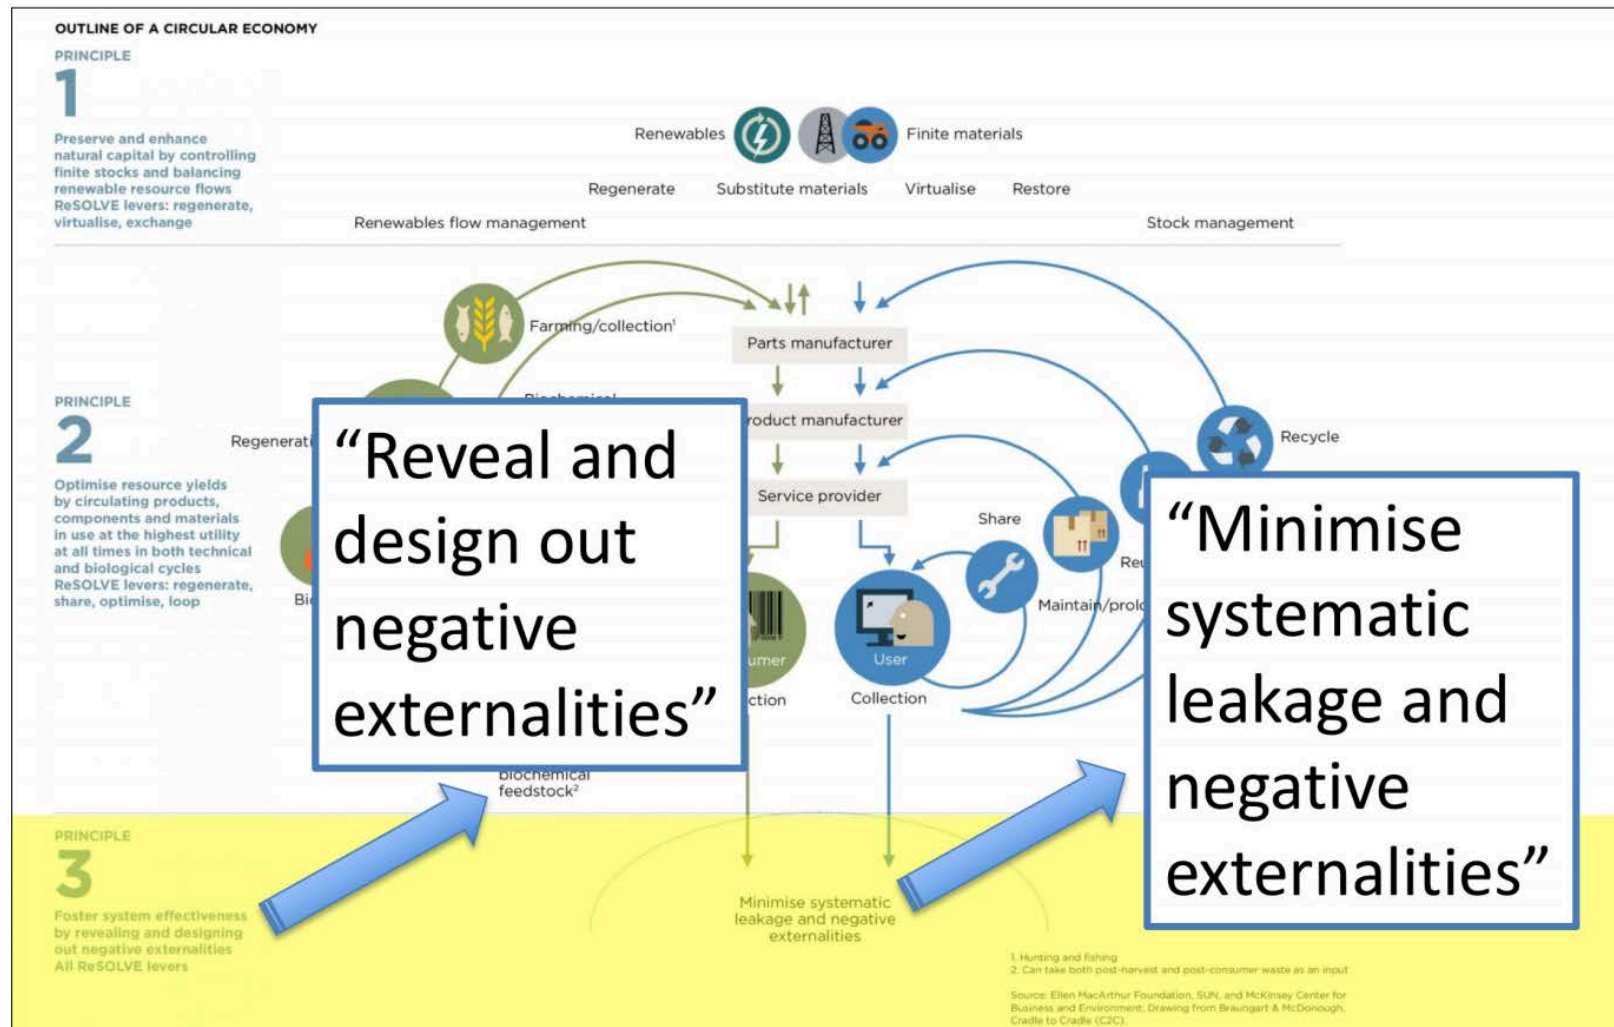 OUTLINE OF A CIRCULAR ECONOMY
PRINCIPLE
1
Preserve and enhance
natural capital by controlling
finite stocks and balancing
renewable resource flows
ReSOLVE levers: regenerate,
virtualise, exchange
Renewables
Finite materials
Regenerate Substitute materials Virtualise Restore
Renewables flow management
Stock management
PRINCIPLE
2
Optimise resource yields
by circulating products,
components and materials
in use at the highest utility
at all times in both technical
and biological cycles
ReSOLVE levers: regenerate,
share, optimise, loop
Farming/collection¹
Parts manufacturer
Service provider
Share
Recycle
User
Collection
“Reveal and
design out
negative
externalities”
“Minimise
systematic
leakage and
negative
externalities”
biochemical
feedstock²
PRINCIPLE
3
Foster system effectiveness
by revealing and designing
out negative externalities
All ReSOLVE levers
Minimise systematic
leakage and negative
externalities
1. Hunting and fishing
2. Can take both post-harvest and post-consumer waste as an input
Source: Ellen MacArthur Foundation, SUN, and McKinsey Center for
Business and Environment; Drawing from Braungart & McDonough,
Cradle to Cradle (C2C).